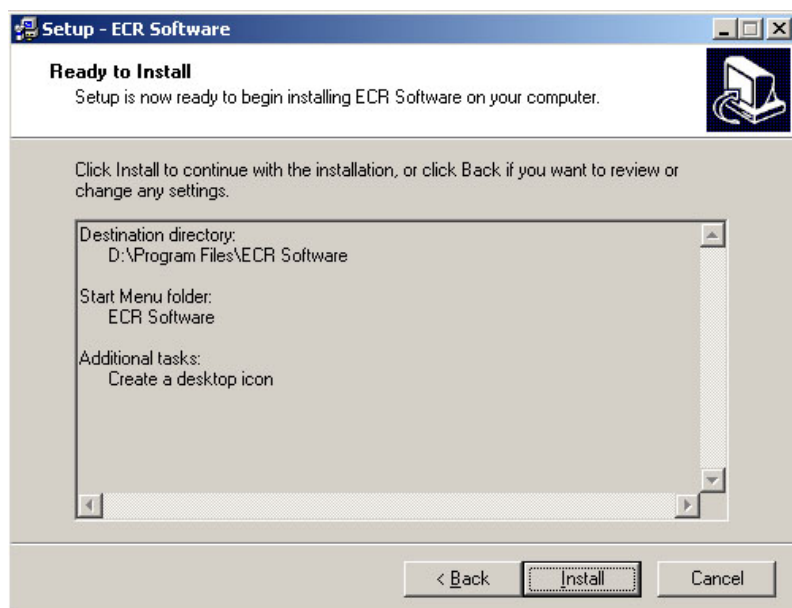 Setup - ECR Software
Ready to Install
Setup is now ready to begin installing ECR Software on your computer.
Click Install to continue with the installation, or click Back if you want to review or
change any settings.
Destination directory:
D:\Program Files\ECR Software
Start Menu folder:
ECR Software
Additional tasks:
Create a desktop icon
< Back
Install
Cancel